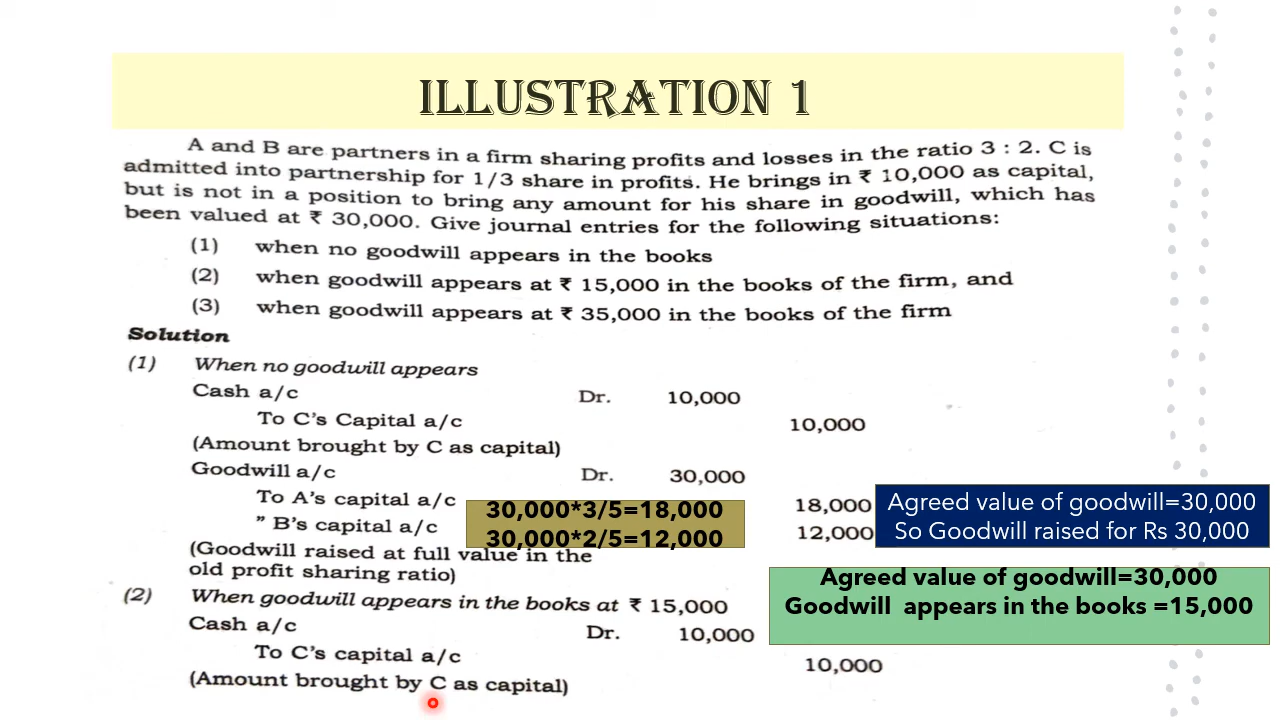 ILLUSTRATION 1
A and B are partners in a firm sharing profits and losses in the ratio 3 : 2. C is
admitted into partnership for 1/3 share in profits. He brings in ₹ 10,000 as capital,
but is not in a position to bring any amount for his share in goodwill, which has
been valued at ₹ 30,000. Give journal entries for the following situations:
(1) when no goodwill appears in the books
(2) when goodwill appears at ₹ 15,000 in the books of the firm, and
(3) when goodwill appears at ₹ 35,000 in the books of the firm
Solution
(1) When no goodwill appears
Cash a/c Dr. 10,000
To C's Capital a/c 10,000
(Amount brought by C as capital)
Goodwill a/c Dr. 30,000
To A's capital a/c 18,000
" B's capital a/c 12,000
30,000*3/5=18,000
30,000*2/5=12,000
Agreed value of goodwill=30,000
So Goodwill raised for Rs 30,000
(Goodwill raised at full value in the
old profit sharing ratio)
Agreed value of goodwill=30,000
Goodwill appears in the books =15,000
(2) When goodwill appears in the books at ₹ 15,000
Cash a/c Dr. 10,000
To C's capital a/c 10,000
(Amount brought by C as capital)